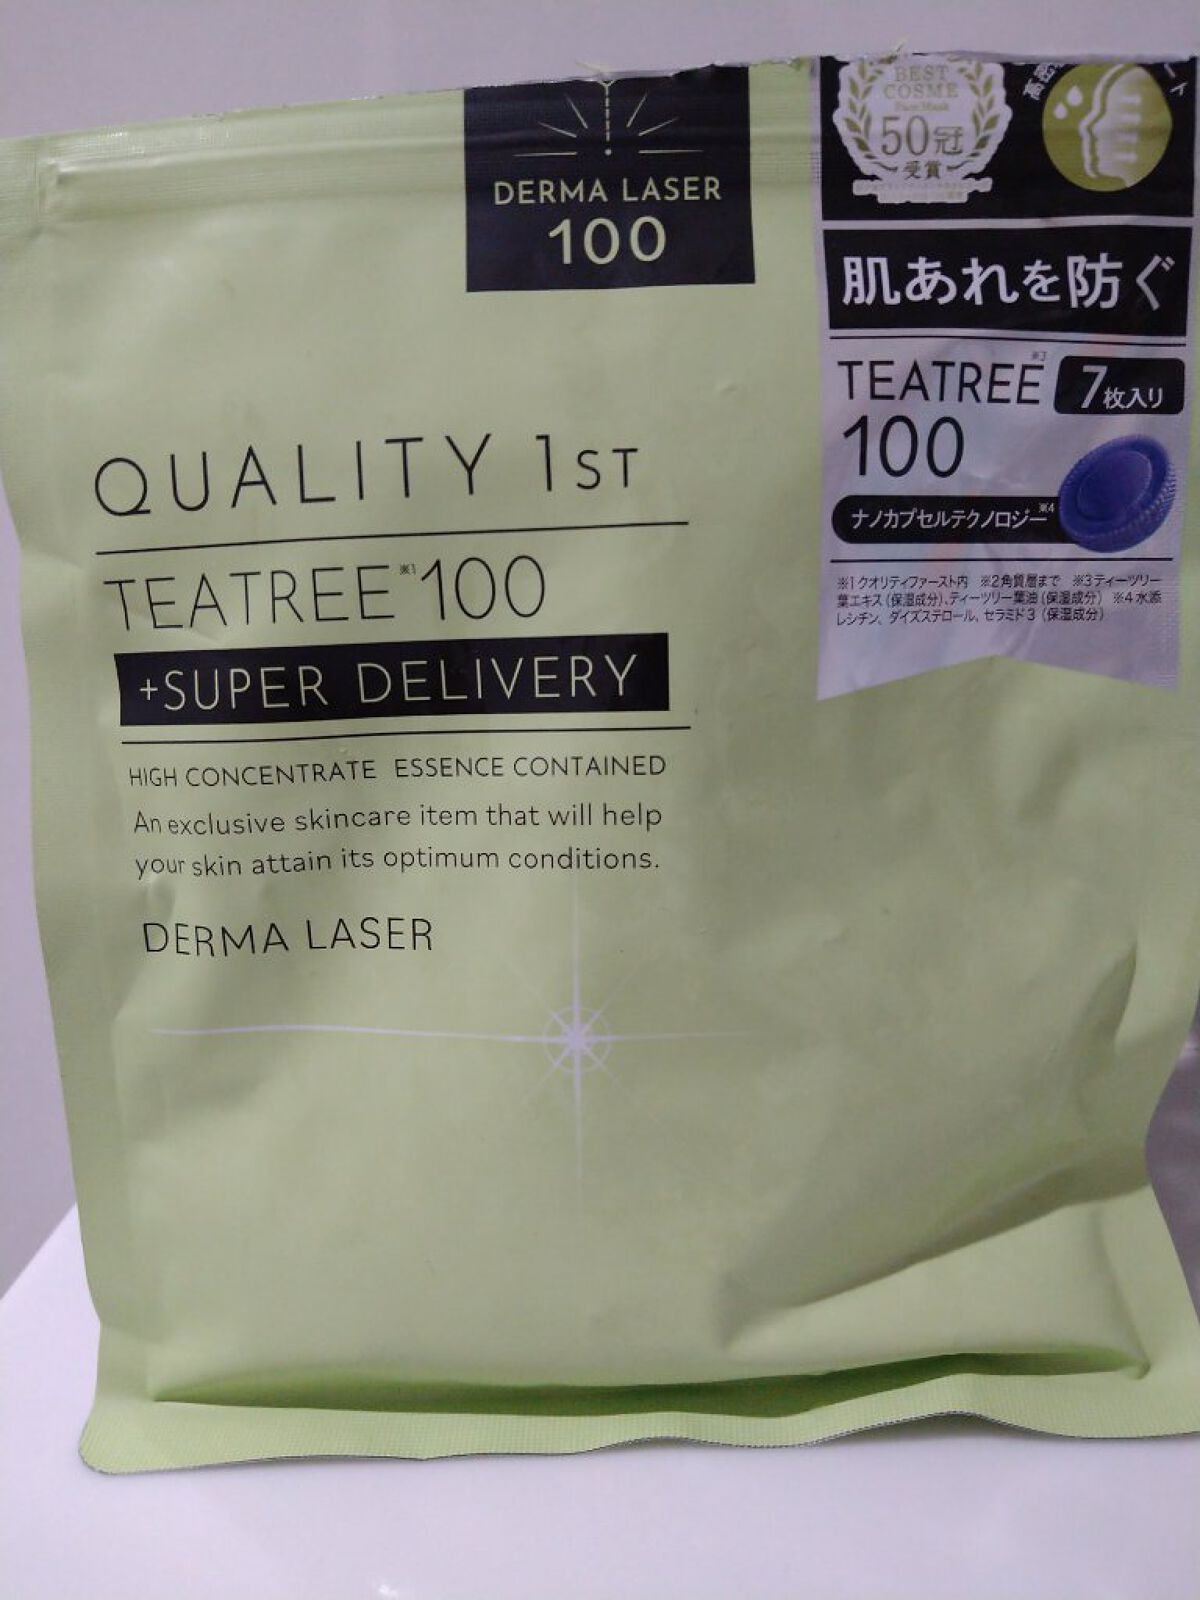 DERMA LASER
100
BEST
COSME
Face Mask
50冠
受賞
肌あれを防ぐ
TEATREE※3
100
7枚入り
ナノカプセルテクノロジー※4
※1クオリティファースト内 ※2角質層まで ※3ティーツリー
葉エキス(保湿成分)、ティーツリー葉油(保湿成分) ※4水添
レシチン、ダイズステロール、セラミド3(保湿成分)
QUALITY 1ST
TEATREE※1 100
+SUPER DELIVERY
HIGH CONCENTRATE ESSENCE CONTAINED
An exclusive skincare item that will help
your skin attain its optimum conditions.
DERMA LASER